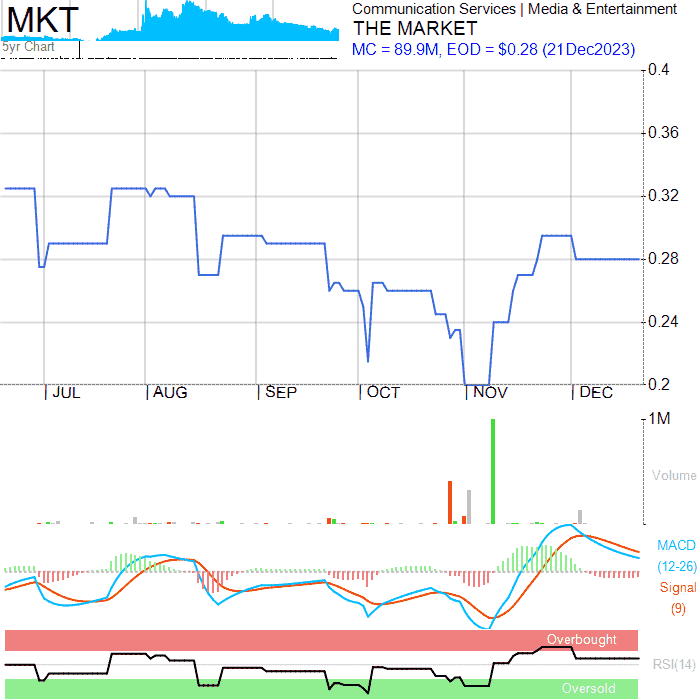 MKT
5yr Chart
Communication Services | Media & Entertainment
THE MARKET
MC = 89.9M, EOD = $0.28 (21Dec2023)
0.4
0.36
0.32
0.28
0.24
0.2
JUL AUG SEP OCT NOV DEC
1M
Volume
MACD
(12-26)
Signal
(9)
Overbought
RSI(14)
Oversold